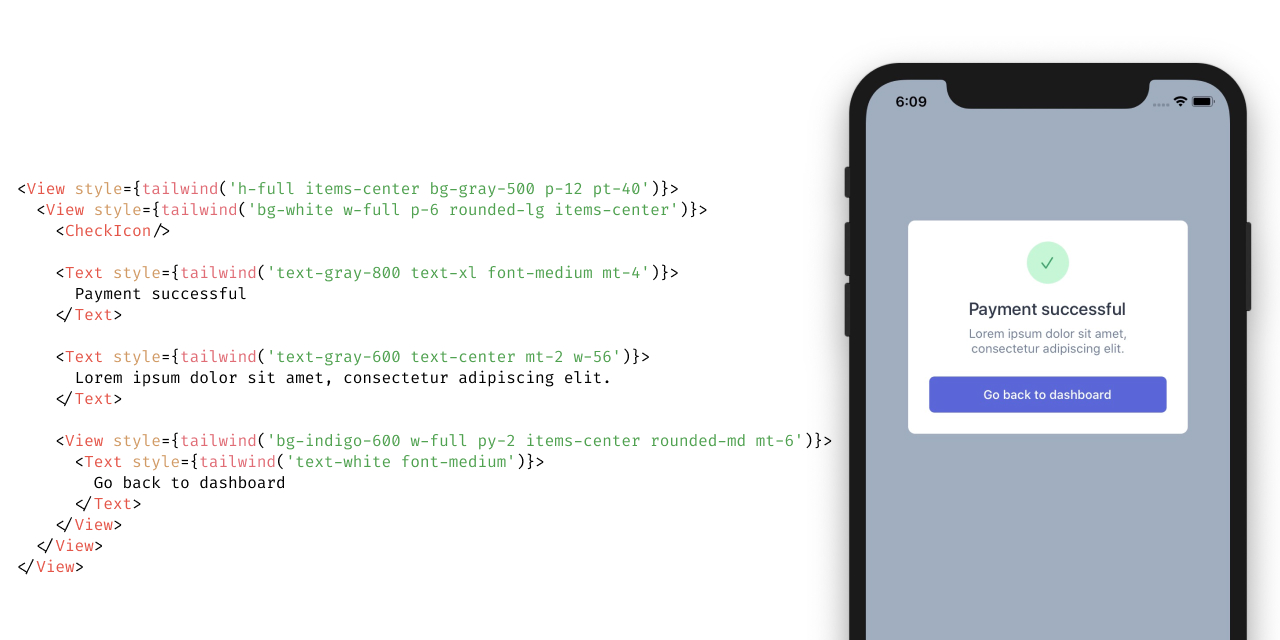 <View style={tailwind('h-full items-center bg-gray-500 p-12 pt-40')}>
<View style={tailwind('bg-white w-full p-6 rounded-lg items-center')}>
<CheckIcon/>
<Text style={tailwind('text-gray-800 text-xl font-medium mt-4')}>
Payment successful
</Text>
<Text style={tailwind('text-gray-600 text-center mt-2 w-56')}>
Lorem ipsum dolor sit amet, consectetur adipiscing elit.
</Text>
<View style={tailwind('bg-indigo-600 w-full py-2 items-center rounded-md mt-6')}>
<Text style={tailwind('text-white font-medium')}>
Go back to dashboard
</Text>
</View>
</View>
</View>
6:09
Payment successful
Lorem ipsum dolor sit amet,
consectetur adipiscing elit.
Go back to dashboard